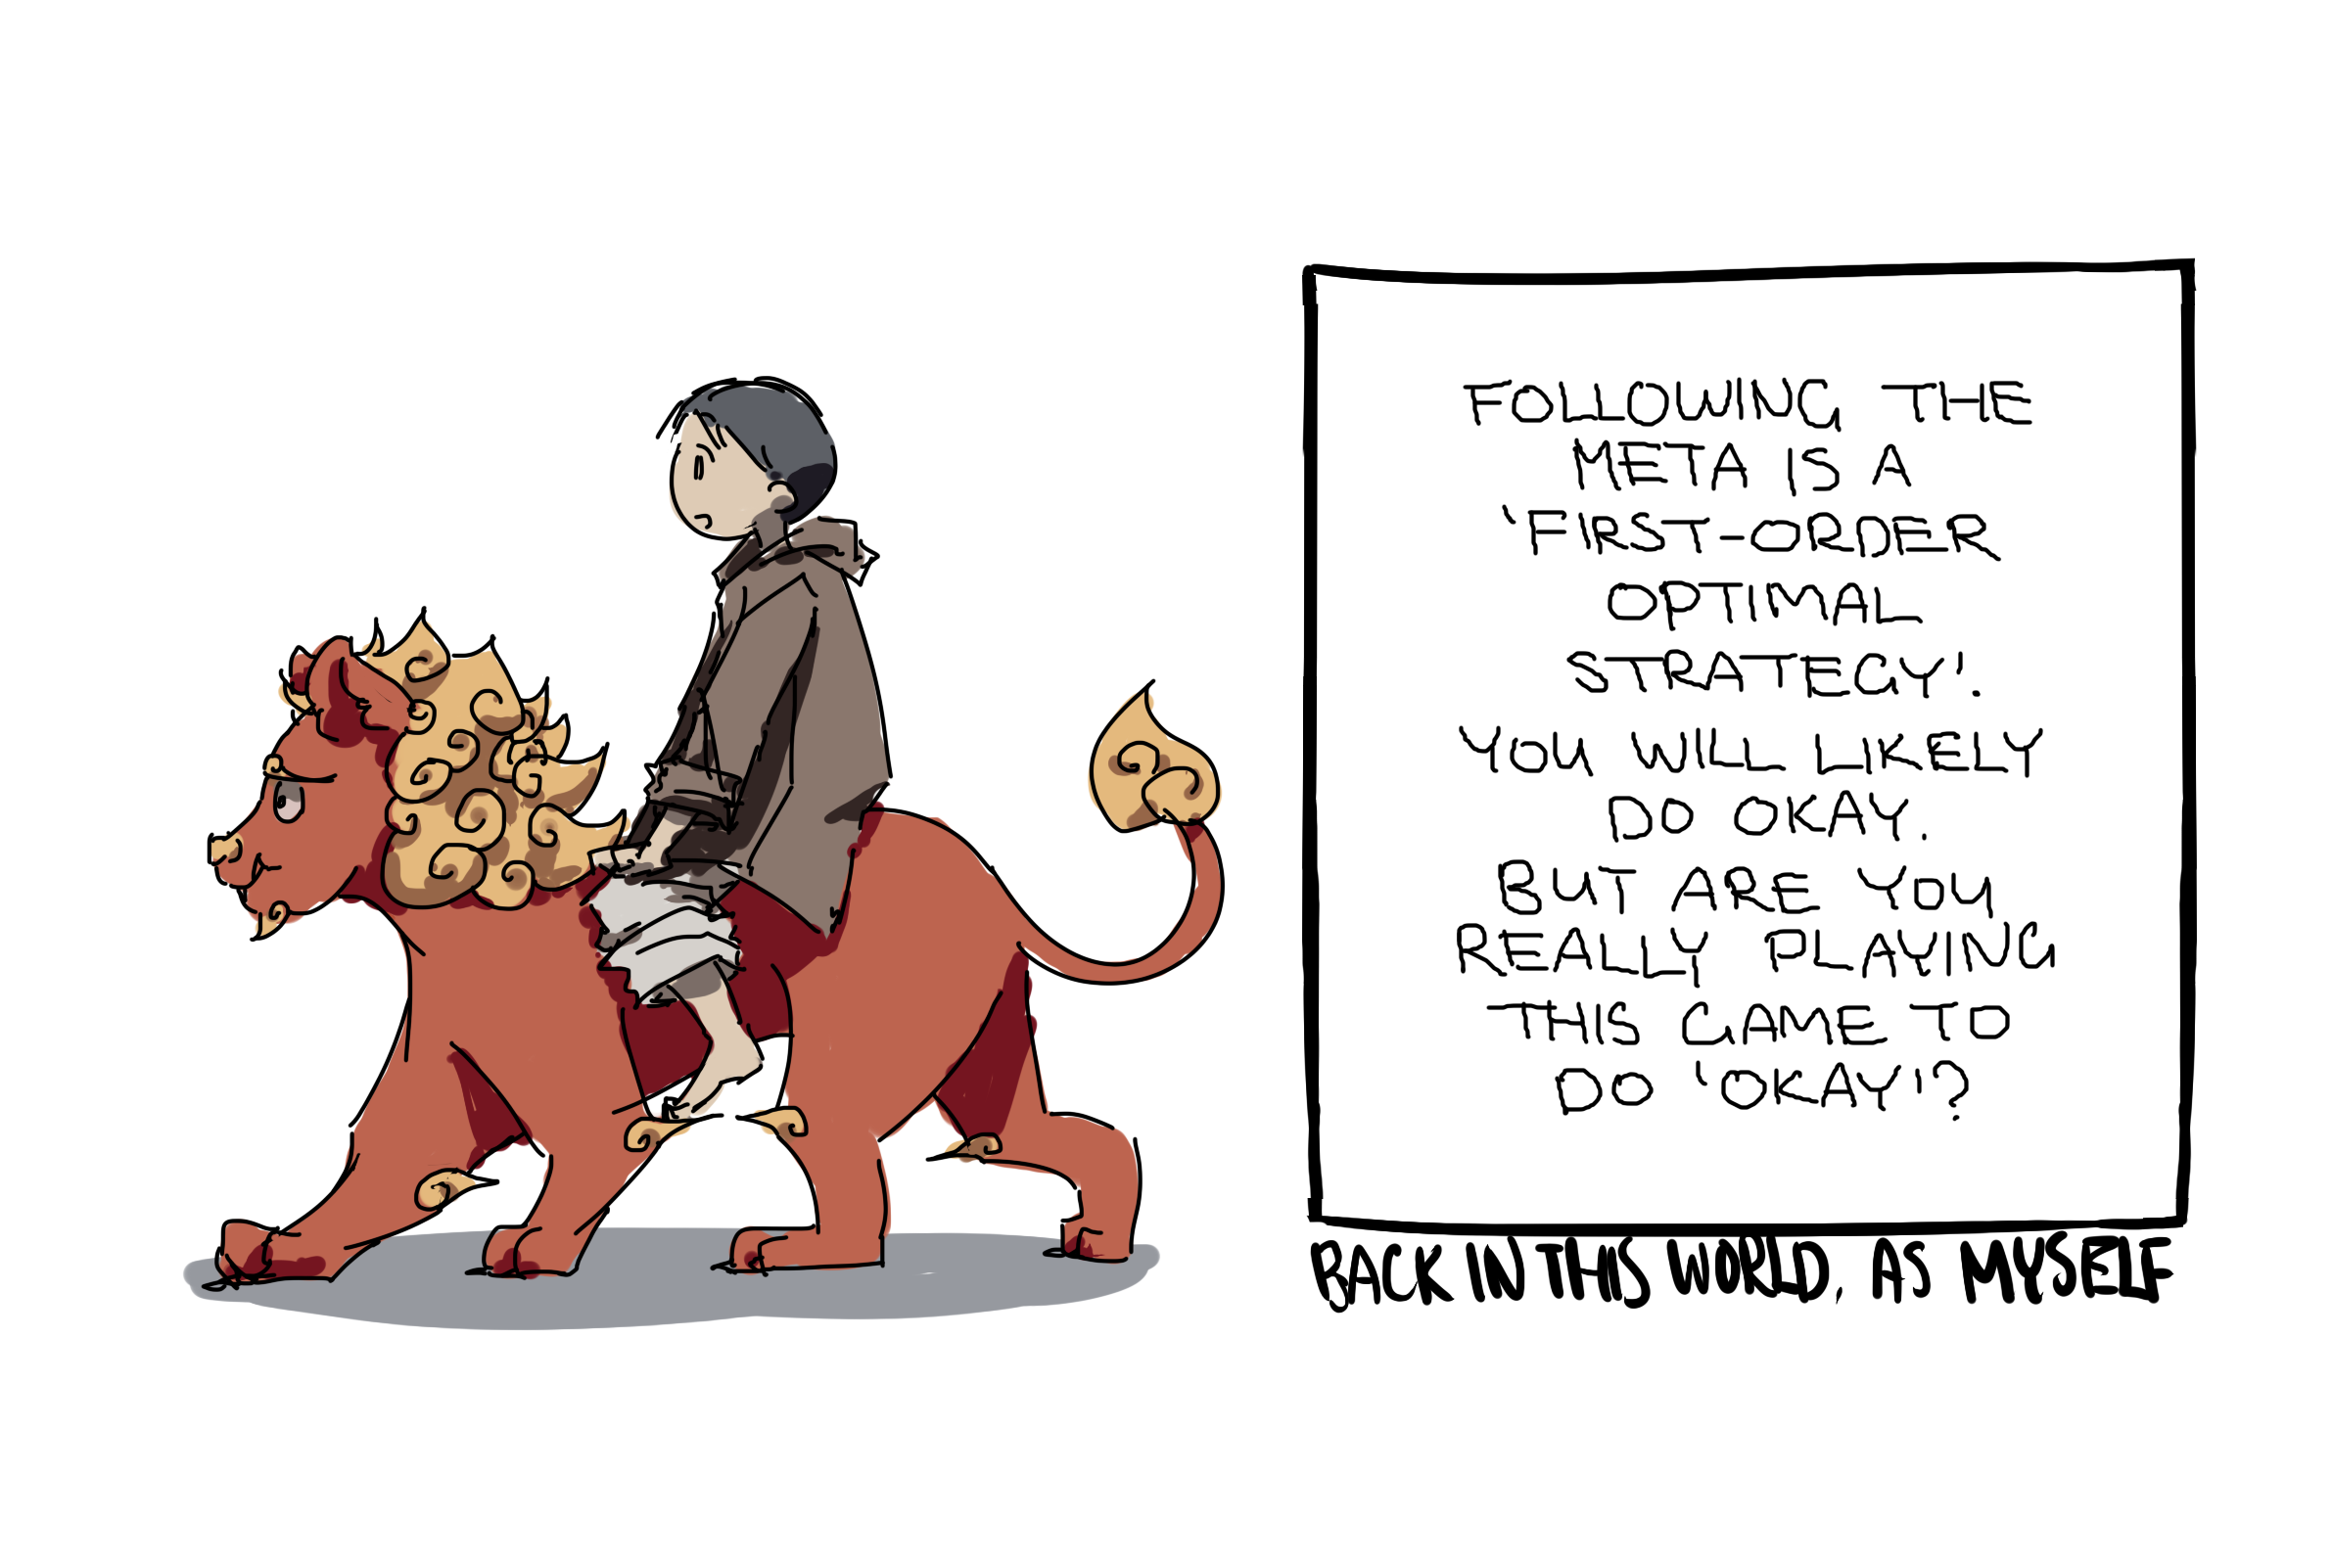 FOLLOWING THE
META IS A
'FIRST-ORDER
OPTIMAL
STRATEGY'.
YOU WILL LIKELY
DO OKAY.
BUT ARE YOU
REALLY PLAYING
THIS GAME TO
DO 'OKAY'?
BACK IN THIS WORLD, AS MYSELF